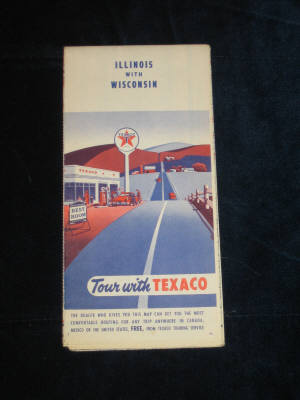 ILLINOIS
WITH
WISCONSIN
TEXACO
TEXACO
REST
ROOM
Tour with TEXACO
THE DEALER WHO GIVES YOU THIS MAP CAN GET YOU THE MOST
COMFORTABLE ROUTING FOR ANY TRIP ANYWHERE IN CANADA,
MEXICO OR THE UNITED STATES, FREE, FROM TEXACO TOURING SERVICE